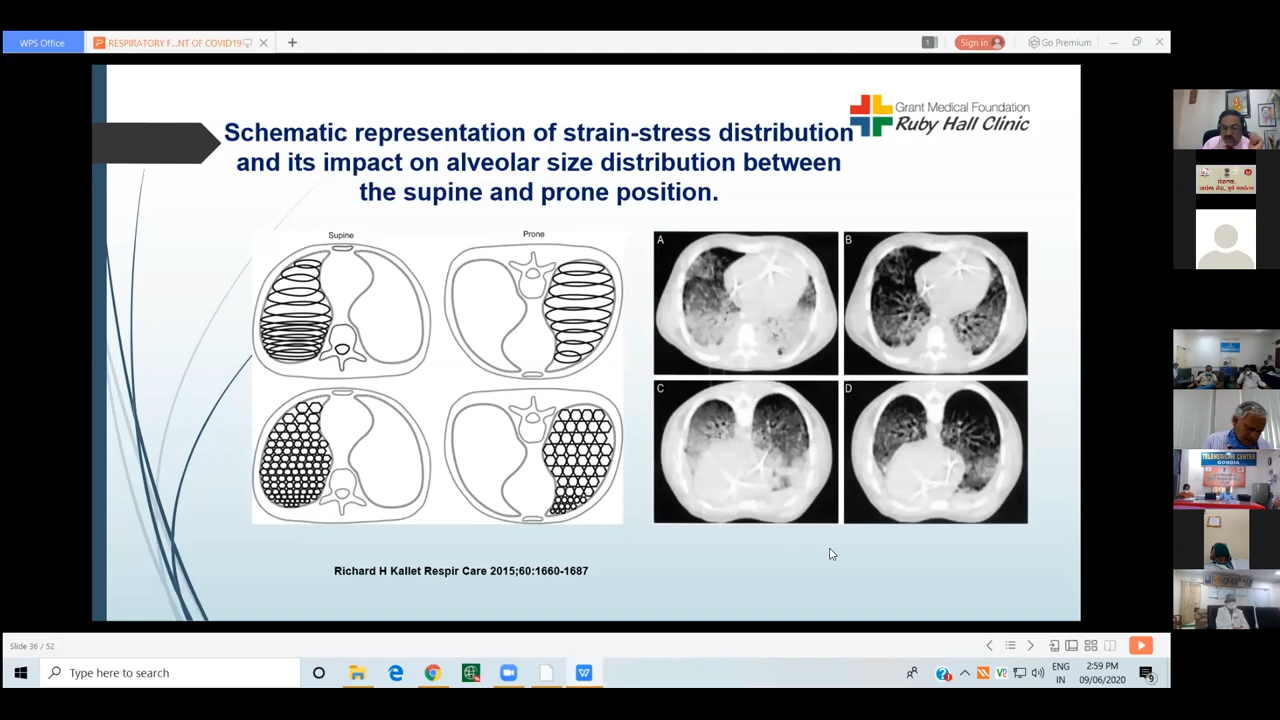 WPS Office
RESPIRATORY F...NT OF COVID19
1
Sign in
Go Premium
Grant Medical Foundation
Ruby Hall Clinic
Schematic representation of strain-stress distribution
and its impact on alveolar size distribution between
the supine and prone position.
Supine
Prone
A
B
C
D
Richard H Kallet Respir Care 2015;60:1660-1687
TELEMEDICINE CENTER
GONDIA
Slide 36 / 52
Type here to search
ENG
IN
2:59 PM
09/06/2020
9